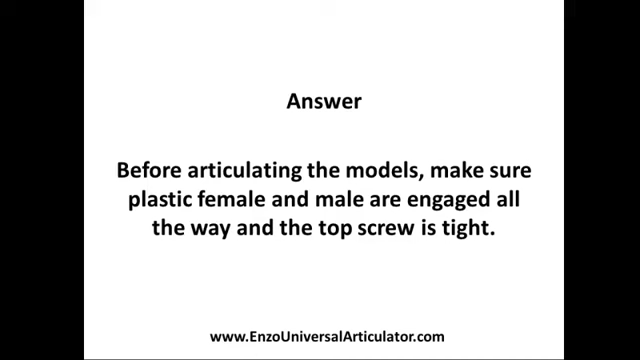 Answer
Before articulating the models, make sure
plastic female and male are engaged all
the way and the top screw is tight.
www.EnzoUniversalArticulator.com